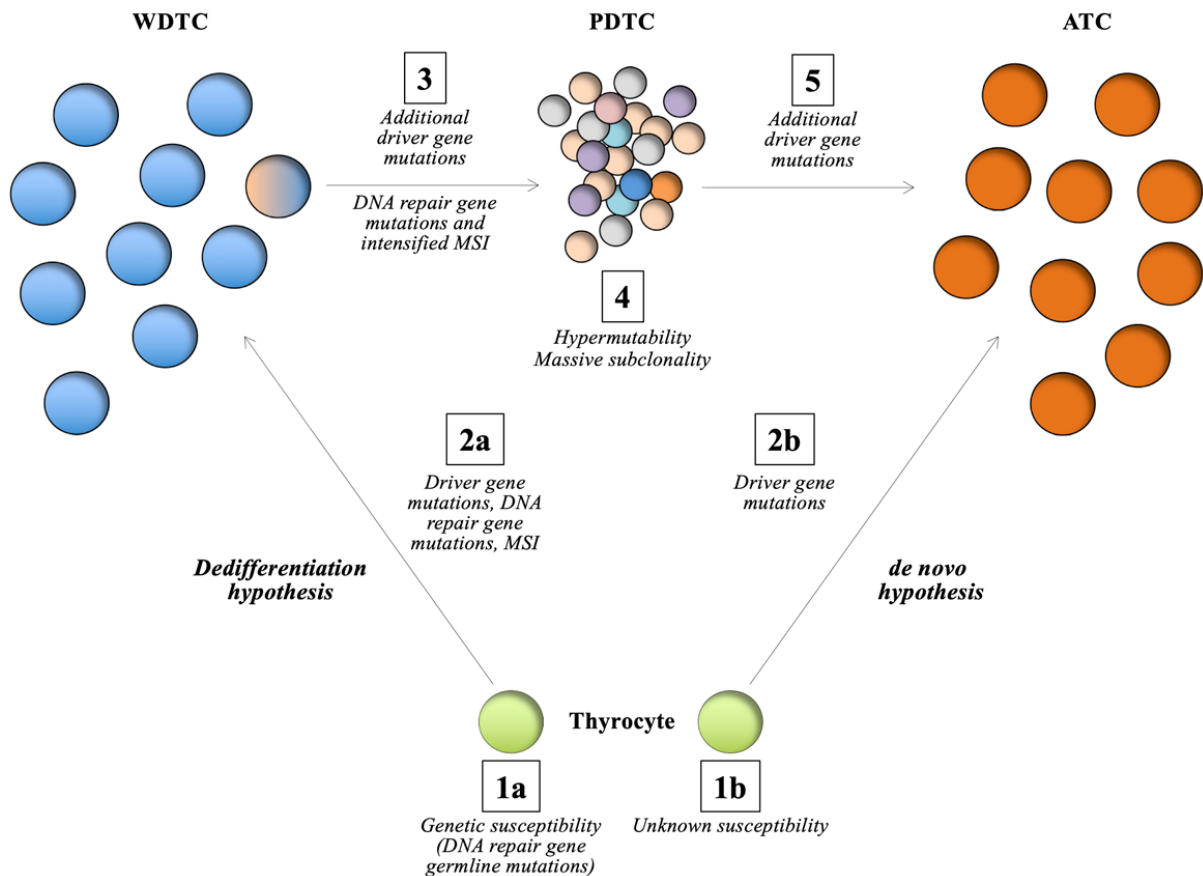 WDTC
PDTC
ATC
3
Additional
driver gene
mutations
DNA repair gene
mutations and
intensified MSI
5
Additional
driver gene
mutations
4
Hypermutability
Massive subclonality
2a
Driver gene
mutations, DNA
repair gene
mutations, MSI
2b
Driver gene
mutations
Dedifferentiation
hypothesis
de novo
hypothesis
Thyrocyte
1a
Genetic susceptibility
(DNA repair gene
germline mutations)
1b
Unknown susceptibility